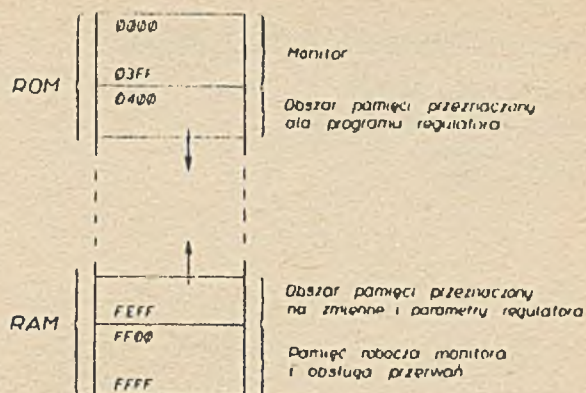 0000
Monitor
ROM
03FF
0400
Obszar pamięci przeznaczony
dla programu regulatora
Obszar pamięci przeznaczony
na zmienne i parametry regulatora
FEFF
RAM
FF00
Pamięć robocza monitora
i obsługa przerwań
FFFF